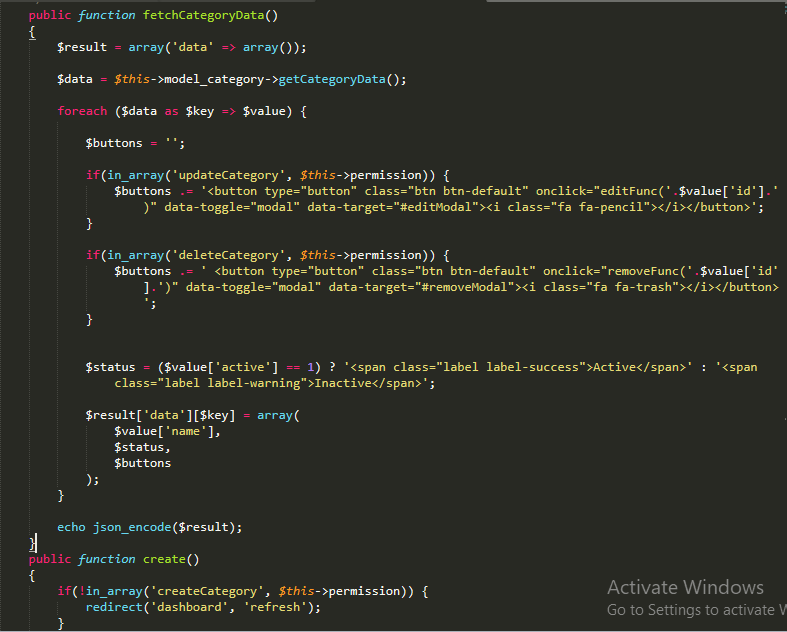 public function fetchCategoryData()
{
$result = array('data' => array());
$data = $this->model_category->getCategoryData();
foreach ($data as $key => $value) {
$buttons = '';
if(in_array('updateCategory', $this->permission)) {
$buttons .= '<button type="button" class="btn btn-default" onclick="editFunc('.$value['id'].'
)" data-toggle="modal" data-target="#editModal"><i class="fa fa-pencil"></i></button>';
}
if(in_array('deleteCategory', $this->permission)) {
$buttons .= ' <button type="button" class="btn btn-default" onclick="removeFunc('.$value['id'
].')" data-toggle="modal" data-target="#removeModal"><i class="fa fa-trash"></i></button>
';
}
$status = ($value['active'] == 1) ? '<span class="label label-success">Active</span>' : '<span
class="label label-warning">Inactive</span>';
$result['data'][$key] = array(
$value['name'],
$status,
$buttons
);
}
echo json_encode($result);
}
public function create()
{
if(!in_array('createCategory', $this->permission)) {
redirect('dashboard', 'refresh');
}
Activate Windows
Go to Settings to activate W